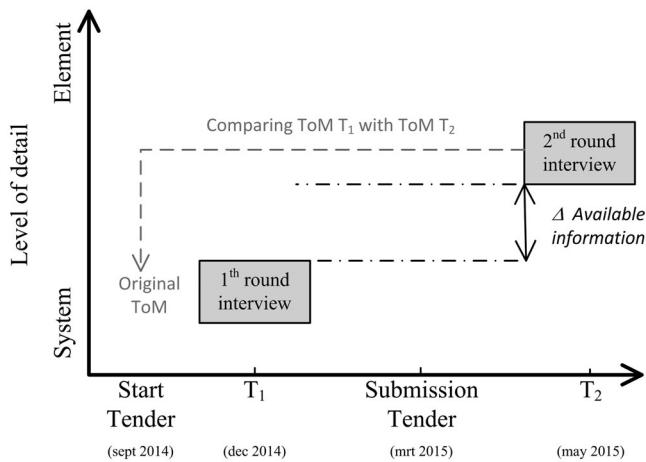 Element
Level of detail
System
Comparing ToM T₁ with ToM T₂
2ⁿᵈ round
interview
Δ Available
information
Original
ToM
1ᵗʰ round
interview
Start
Tender
(sept 2014)
T₁
(dec 2014)
Submission
Tender
(mrt 2015)
T₂
(may 2015)